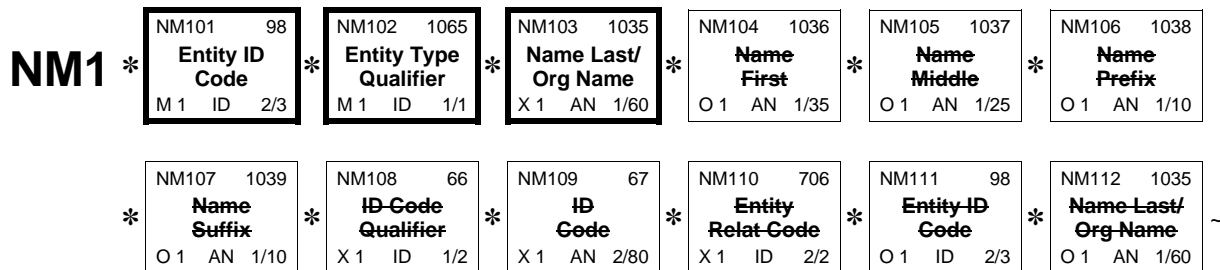 NM101 98 NM102 1065 NM103 1035 NM104 1036 NM105 1037 NM106 1038
NM1 * Entity ID * Entity Type * Name Last/ * Name * Name * Name
Code Qualifier Org Name First Middle Prefix
M 1 ID 2/3 M 1 ID 1/1 X 1 AN 1/60 O 1 AN 1/35 O 1 AN 1/25 O 1 AN 1/10
NM107 1039 NM108 66 NM109 67 NM110 706 NM111 98 NM112 1035
* Name * ID Code * ID * Entity * Entity ID * Name Last/ ~
Suffix Qualifier Code Relat Code Code Org Name
O 1 AN 1/10 X 1 ID 1/2 X 1 AN 2/80 X 1 ID 2/2 O 1 ID 2/3 O 1 AN 1/60